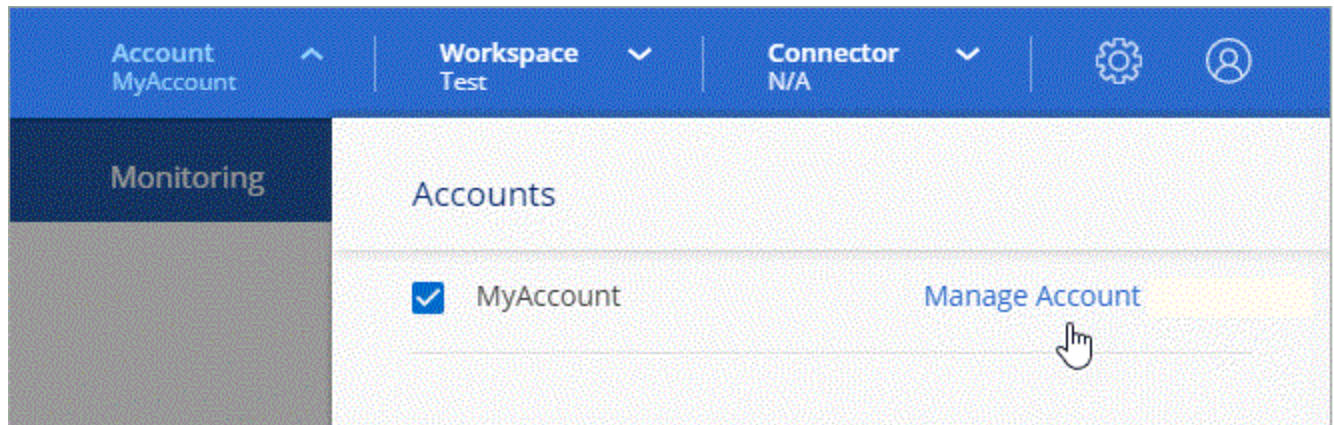 Account
MyAccount
Workspace
Test
Connector
N/A
Monitoring
Accounts
MyAccount
Manage Account